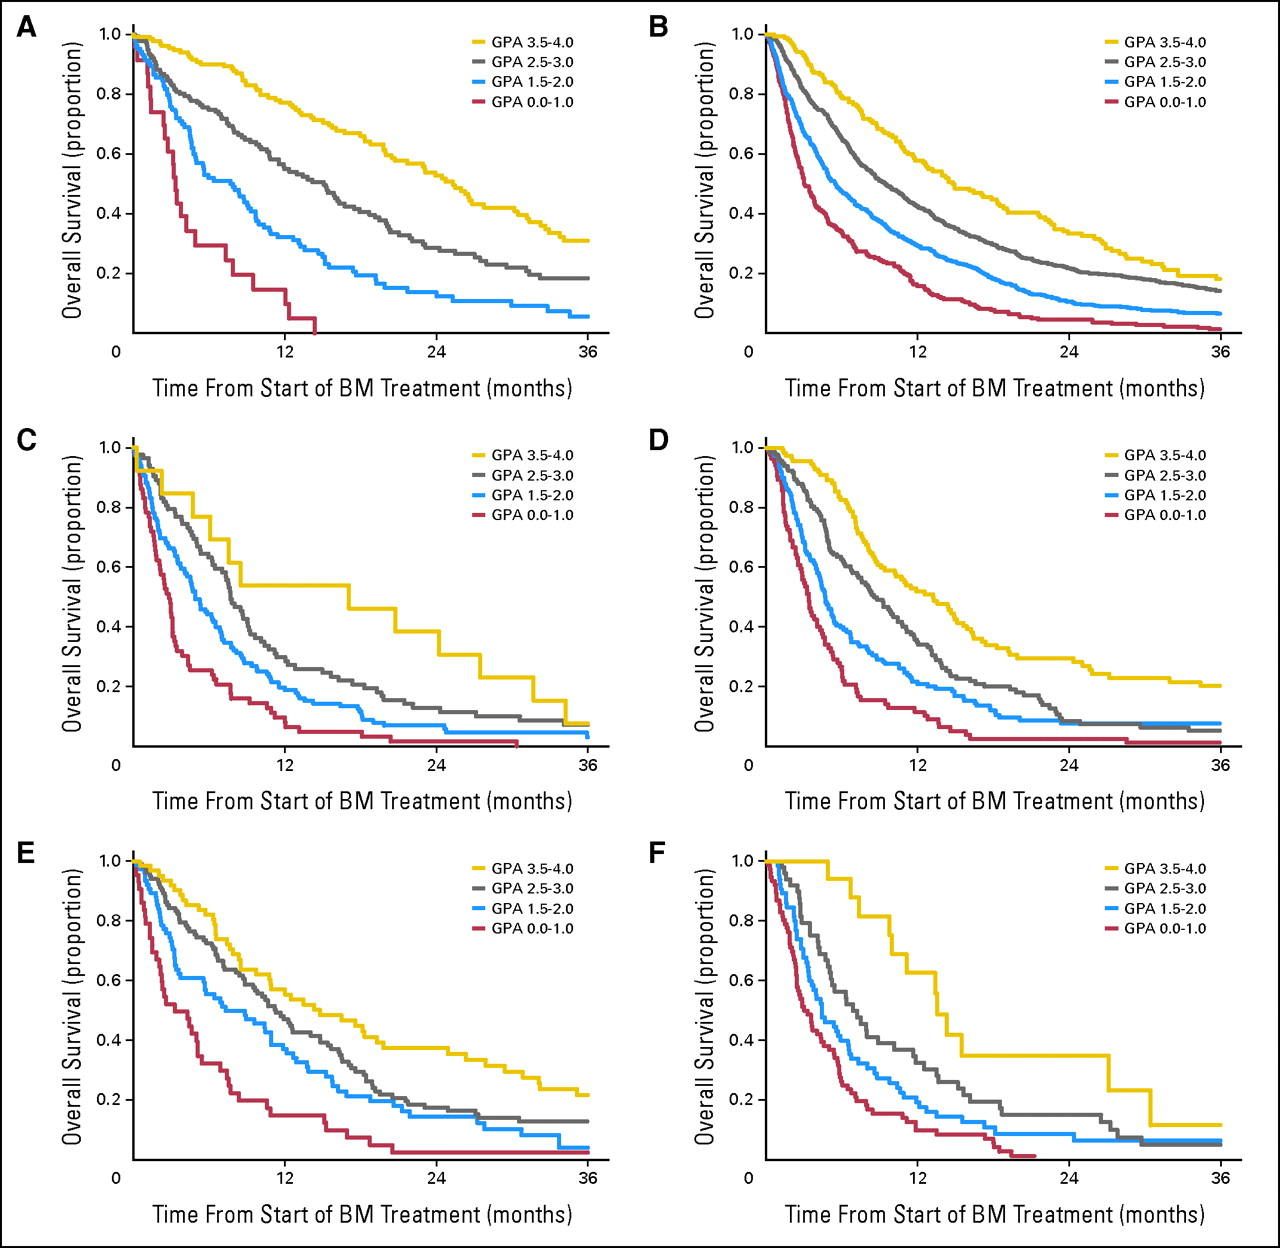 A
Overall Survival (proportion)
1.0
0.8
0.6
0.4
0.2
0
12
24
36
GPA 3.5-4.0
GPA 2.5-3.0
GPA 1.5-2.0
GPA 0.0-1.0
Time From Start of BM Treatment (months)
B
Overall Survival (proportion)
1.0
0.8
0.6
0.4
0.2
0
12
24
36
GPA 3.5-4.0
GPA 2.5-3.0
GPA 1.5-2.0
GPA 0.0-1.0
Time From Start of BM Treatment (months)
C
Overall Survival (proportion)
1.0
0.8
0.6
0.4
0.2
0
12
24
36
GPA 3.5-4.0
GPA 2.5-3.0
GPA 1.5-2.0
GPA 0.0-1.0
Time From Start of BM Treatment (months)
D
Overall Survival (proportion)
1.0
0.8
0.6
0.4
0.2
0
12
24
36
GPA 3.5-4.0
GPA 2.5-3.0
GPA 1.5-2.0
GPA 0.0-1.0
Time From Start of BM Treatment (months)
E
Overall Survival (proportion)
1.0
0.8
0.6
0.4
0.2
0
12
24
36
GPA 3.5-4.0
GPA 2.5-3.0
GPA 1.5-2.0
GPA 0.0-1.0
Time From Start of BM Treatment (months)
F
Overall Survival (proportion)
1.0
0.8
0.6
0.4
0.2
0
12
24
36
GPA 3.5-4.0
GPA 2.5-3.0
GPA 1.5-2.0
GPA 0.0-1.0
Time From Start of BM Treatment (months)